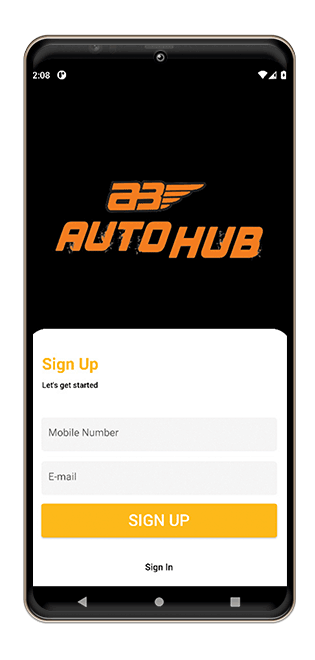 2:08
AB
AUTO HUB
Sign Up
Let's get started
Mobile Number
E-mail
SIGN UP
Sign In